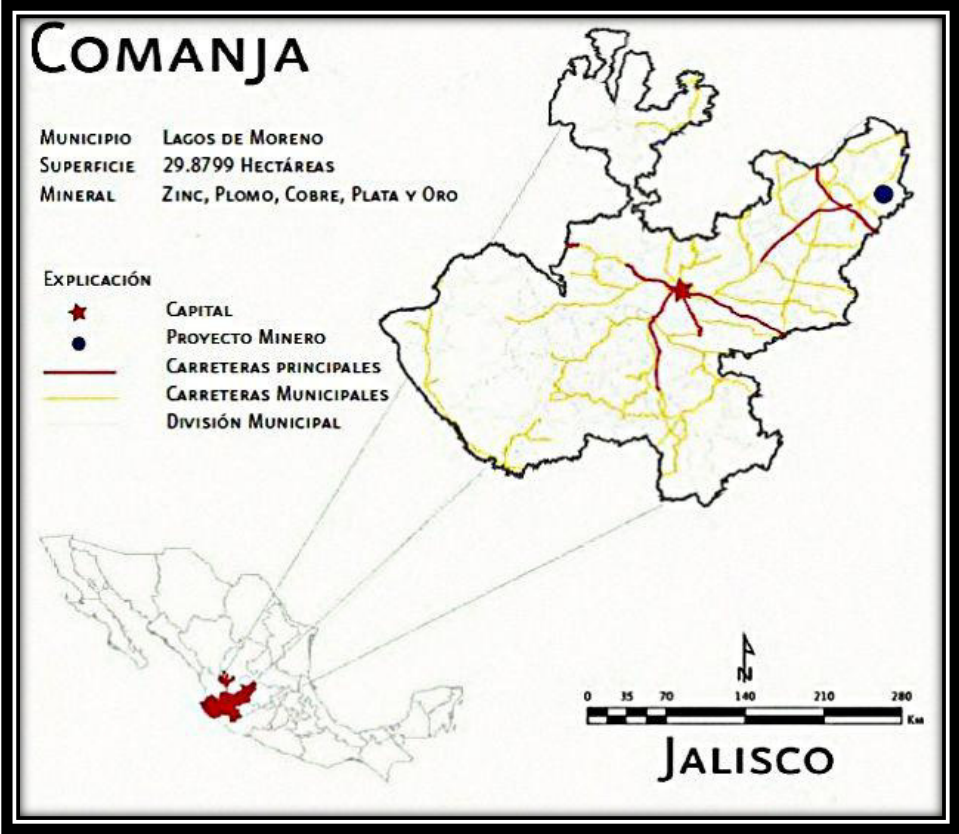 COMANJA
MUNICIPIO LAGOS DE MORENO
SUPERFICIE 29.8799 HECTÁREAS
MINERAL ZINC, PLOMO, COBRE, PLATA Y ORO
EXPLICACIÓN
CAPITAL
PROYECTO MINERO
CARRETERAS PRINCIPALES
CARRETERAS MUNICIPALES
DIVISIÓN MUNICIPAL
N
0 35 70 140 210 280
KM
JALISCO